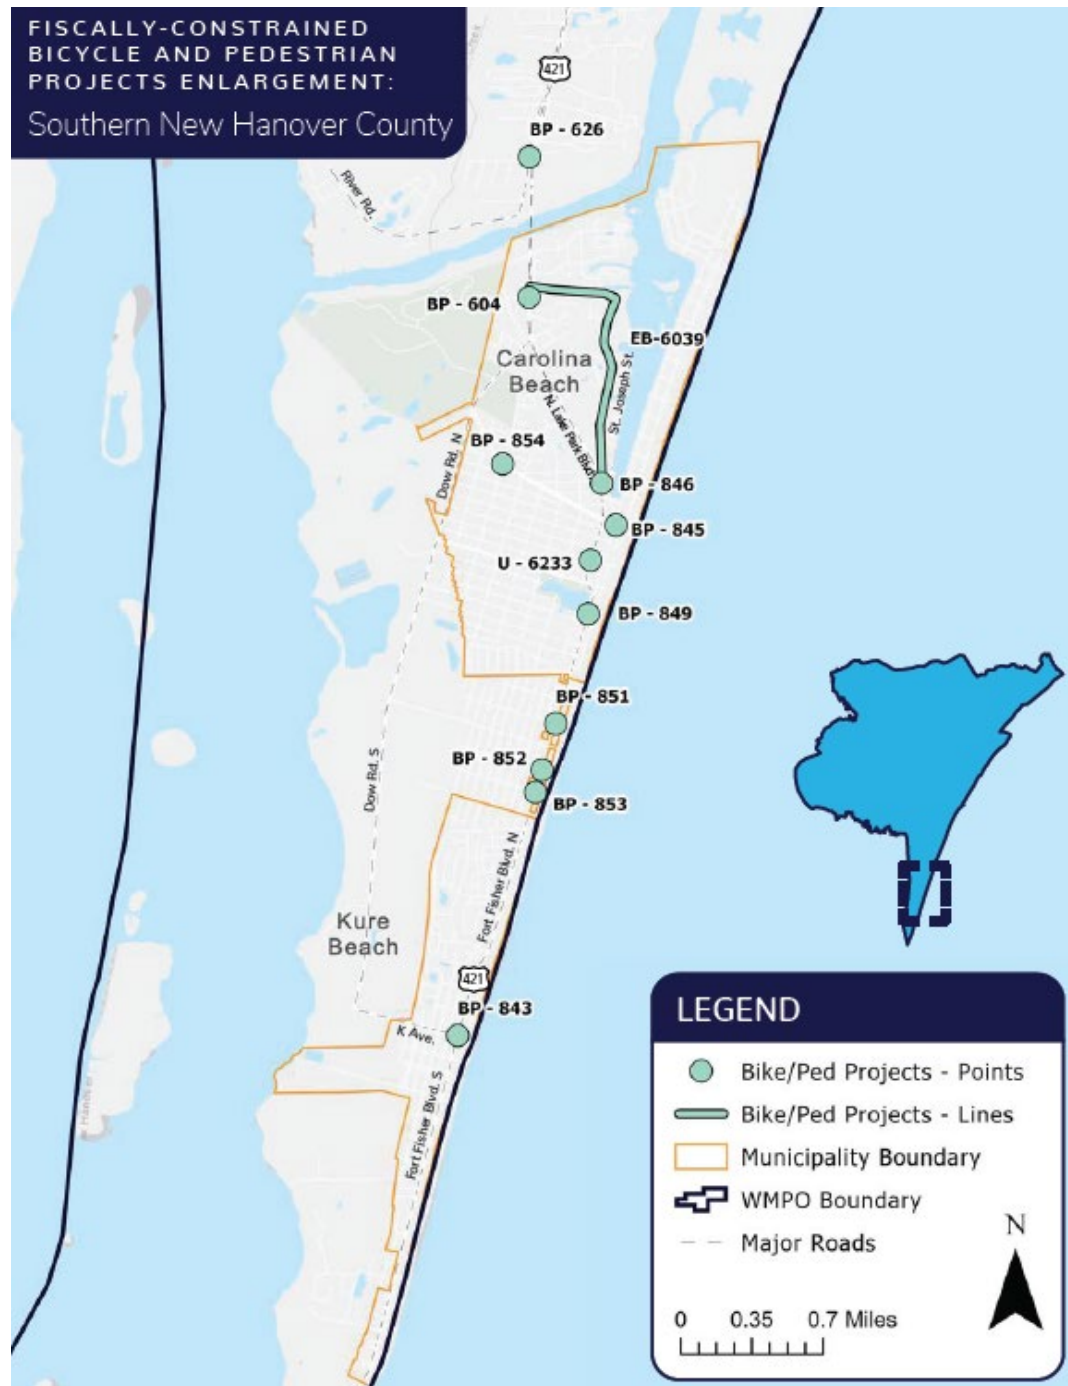 FISCALLY-CONSTRAINED
BICYCLE AND PEDESTRIAN
PROJECTS ENLARGEMENT:
Southern New Hanover County
421
BP - 626
River Rd.
BP - 604
EB-6039
Carolina
Beach
St. Joseph St.
N. Lake Park Blvd.
BP - 854
Dow Rd. N
BP - 846
BP - 845
U - 6233
BP - 849
BP - 851
BP - 852
Dow Rd. S
BP - 853
Fort Fisher Blvd. N
Kure
Beach
421
BP - 843
K Ave.
Fort Fisher Blvd. S
LEGEND
Bike/Ped Projects - Points
Bike/Ped Projects - Lines
Municipality Boundary
WMPO Boundary
Major Roads
N
0 0.35 0.7 Miles